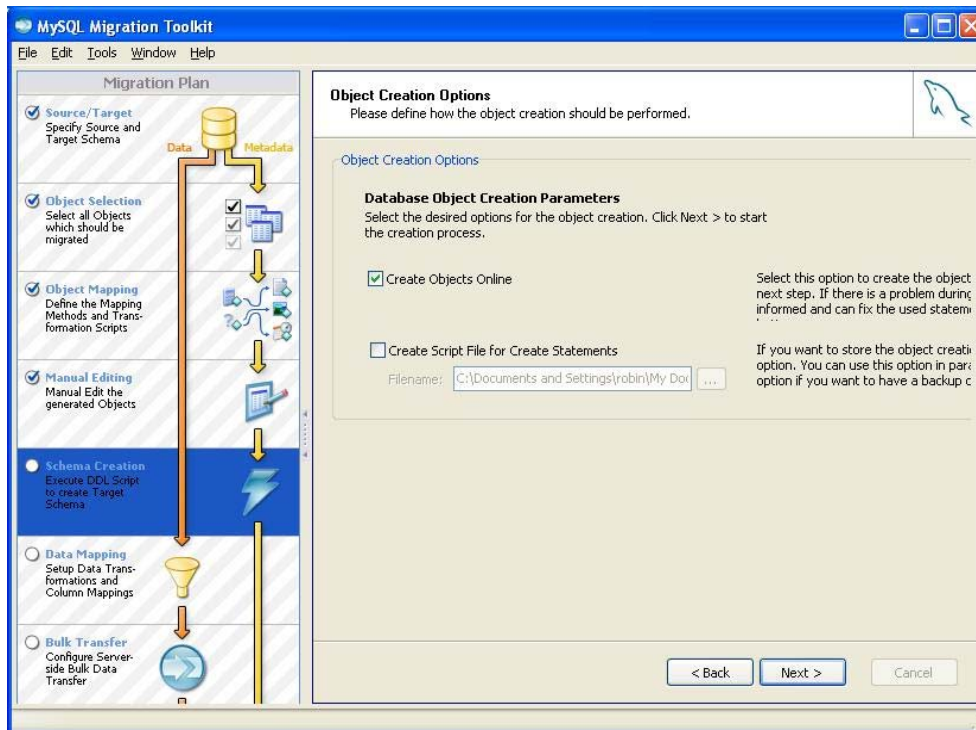 MySQL Migration Toolkit
File Edit Tools Window Help
Migration Plan
Source/Target
Specify Source and
Target Schema
Data
Metadata
Object Selection
Select all Objects
which should be
migrated
Object Mapping
Define the Mapping
Methods and Trans-
formation Scripts
Manual Editing
Manual Edit the
generated Objects
Schema Creation
Execute DDL Script
to create Target
Schema
Data Mapping
Setup Data Trans-
formations and
Column Mappings
Bulk Transfer
Configure Server-
side Bulk Data
Transfer
Object Creation Options
Please define how the object creation should be performed.
Object Creation Options
Database Object Creation Parameters
Select the desired options for the object creation. Click Next > to start
the creation process.
Create Objects Online
Select this option to create the object
next step. If there is a problem during
informed and can fix the used
Create Script File for Create Statements
Filename: C:\Documents and Settings\robin\My ...
If you want to store the object
option. You can use this option in
option if you want to have a backup
< Back Next > Cancel